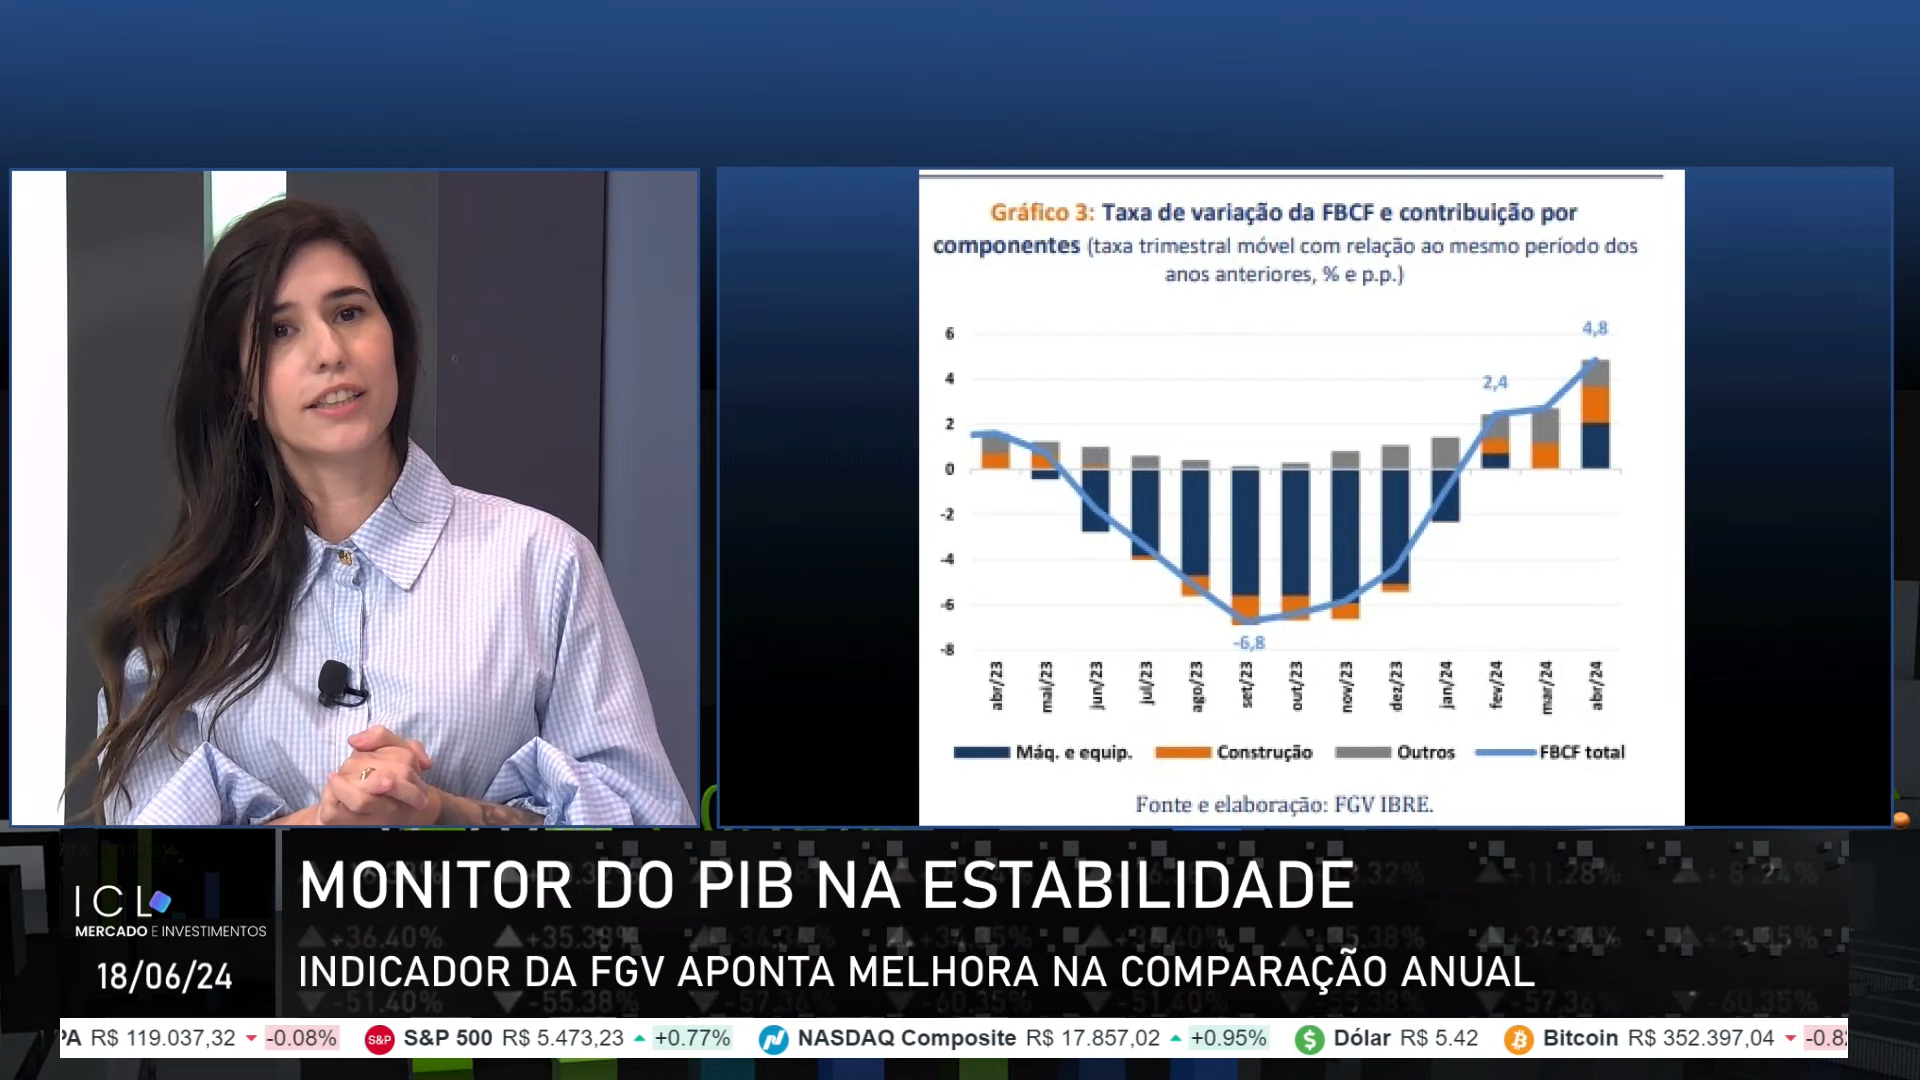 Gráfico 3: Taxa de variação da FBCF e contribuição por
componentes (taxa trimestral móvel com relação ao mesmo período dos
anos anteriores, % e p.p.)
6
4
2
0
-2
-4
-6
-8
4,8
2,4
-6,8
abr/23
mai/23
jun/23
jul/23
ago/23
set/23
out/23
nov/23
dez/23
jan/24
fev/24
mar/24
abr/24
Máq. e equip. Construção Outros FBCF total
Fonte e elaboração: FGV IBRE.
ICL
MERCADO E INVESTIMENTOS
18/06/24
MONITOR DO PIB NA ESTABILIDADE
INDICADOR DA FGV APONTA MELHORA NA COMPARAÇÃO ANUAL
PA R$ 119.037,32 -0.08% S&P S&P 500 R$ 5.473,23 +0.77% NASDAQ Composite R$ 17.857,02 +0.95% $ Dólar R$ 5.42 Bitcoin R$ 352.397,04